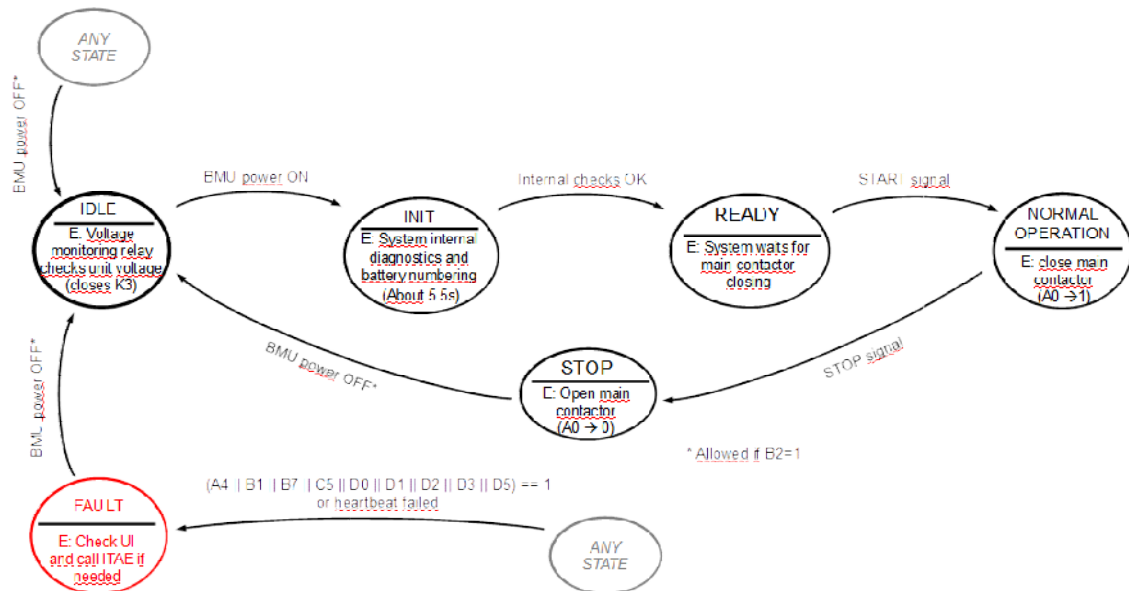 ANY
STATE
BMU power OFF*
BMU power ON
Internal checks OK
START signal
IDLE
E: Voltage
monitoring relay
checks unit voltage
(closes K3)
INIT
E: System internal
diagnostics and
battery numbering
(About 5.5s)
READY
E: System waits for
main contactor
closing
NORMAL
OPERATION
E: close main
contactor
(A0 →1)
BMU power OFF*
BMU power OFF*
STOP signal
STOP
E: Open main
contactor
(A0 → 0)
* Allowed if B2=1
(A4 | B1 | B7 | C5 || D0 || D1 || D2 || D3 || D5) == 1
or heartbeat failed
FAULT
E: Check UI
and call ITAE if
needed
ANY
STATE